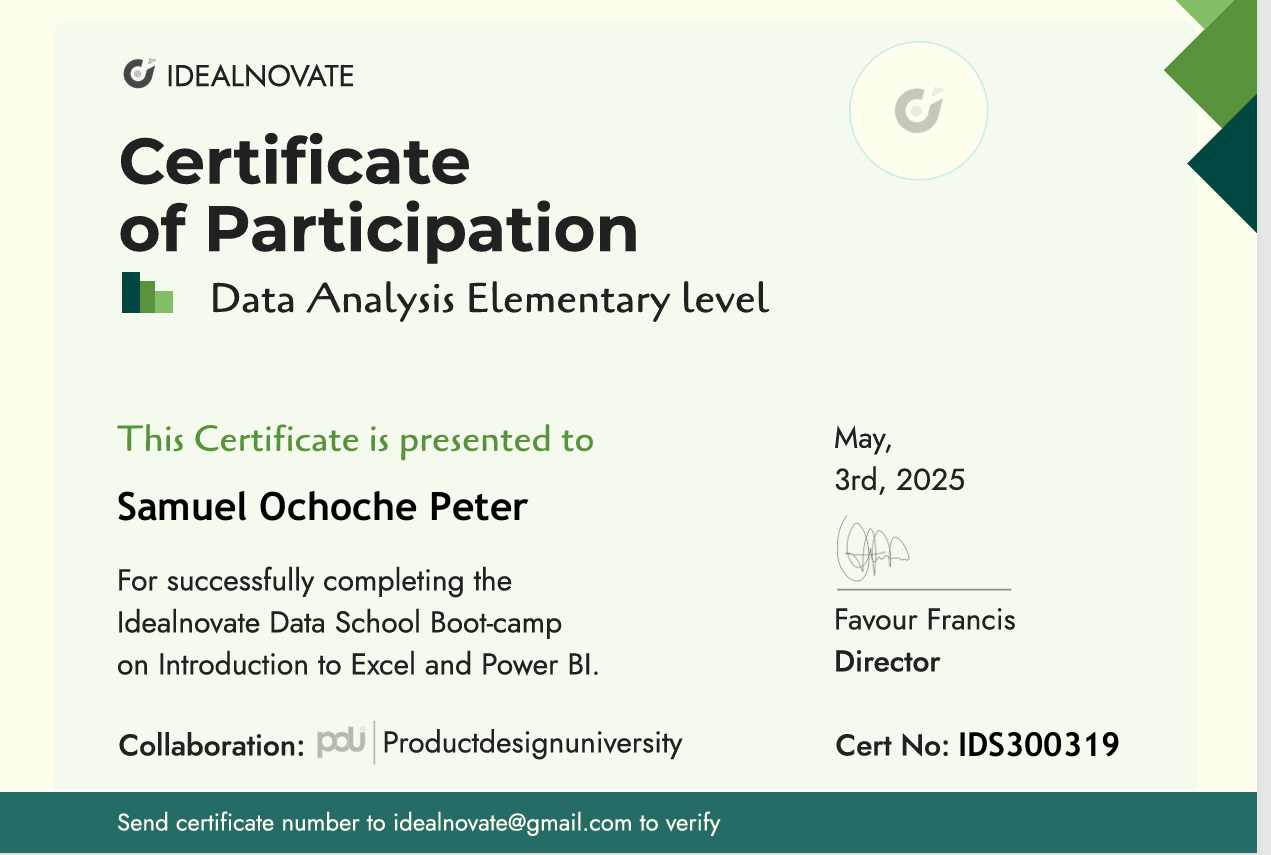 IDEALNOVATE
Certificate
of Participation
Data Analysis Elementary level
This Certificate is presented to
Samuel Ochoche Peter
For successfully completing the
Idealnovate Data School Boot-camp
on Introduction to Excel and Power BI.
May,
3rd, 2025
Favour Francis
Director
Collaboration: pdu Productdesignuniversity
Cert No: IDS300319
Send certificate number to idealnovate@gmail.com to verify